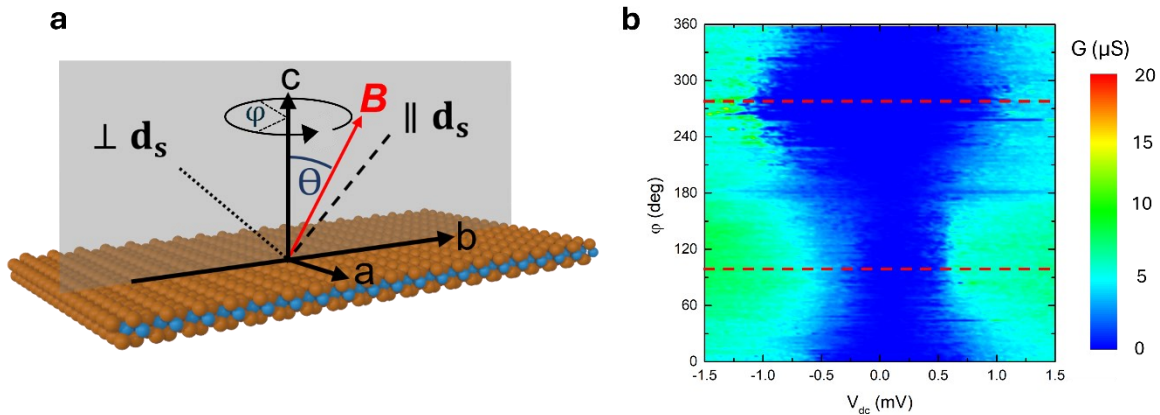 a
c
φ
B
∥ ds
⊥ ds
Θ
b
a
b
G (μS)
360
300
240
180
120
60
0
φ (deg)
-1.5 -1.0 -0.5 0.0 0.5 1.0 1.5
Vdc (mV)
20
15
10
5
0